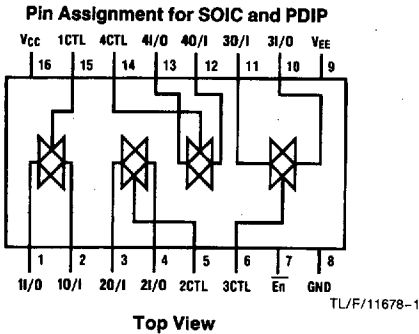 Pin Assignment for SOIC and PDIP
VCC 1CTL 4CTL 4I/O 4O/I 3O/I 3I/O VEE
16 15 14 13 12 11 10 9
1 2 3 4 5 6 7 8
1I/O 1O/I 2O/I 2I/O 2CTL 3CTL En GND
TL/F/11678-1
Top View